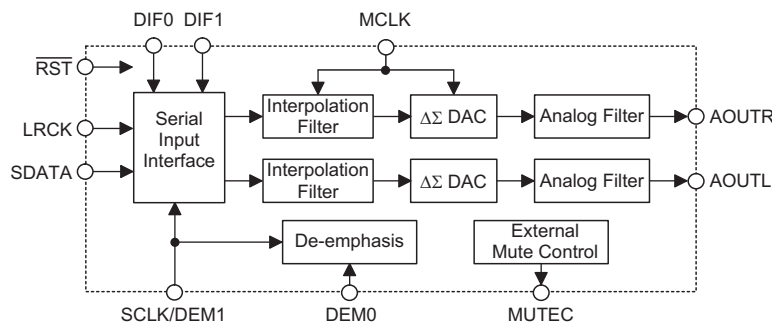 DIF0 DIF1 MCLK
RST
LRCK
SDATA
Serial
Input
Interface
Interpolation
Filter
ΔΣ DAC
Analog Filter
AOUTR
Interpolation
Filter
ΔΣ DAC
Analog Filter
AOUTL
De-emphasis
External
Mute Control
SCLK/DEM1 DEM0 MUTEC